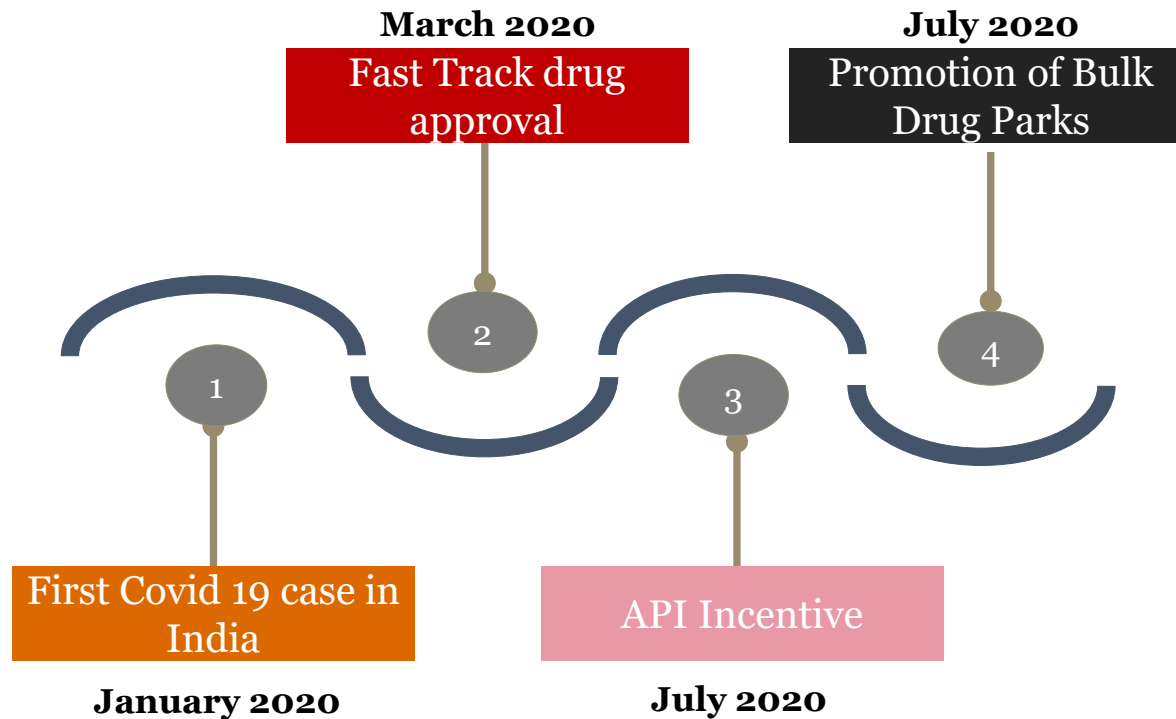 March 2020
Fast Track drug
approval
July 2020
Promotion of Bulk
Drug Parks
1
2
3
4
First Covid 19 case in
India
January 2020
API Incentive
July 2020